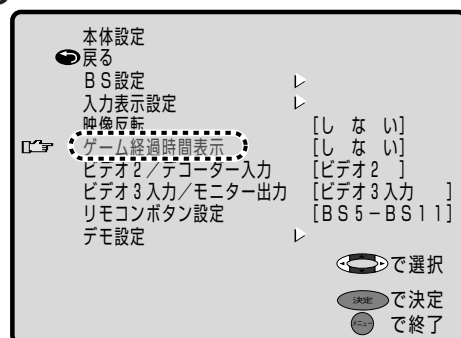 本体設定
戻る
BS設定
入力表示設定
映像反転 [し な い]
ゲーム経過時間表示 [し な い]
ビデオ2／デコーダー入力 [ビデオ2 ]
ビデオ3入力／モニター出力 [ビデオ3入力 ]
リモコンボタン設定 [BS5－BS11]
デモ設定
で選択
決定 で決定
メニュー で終了